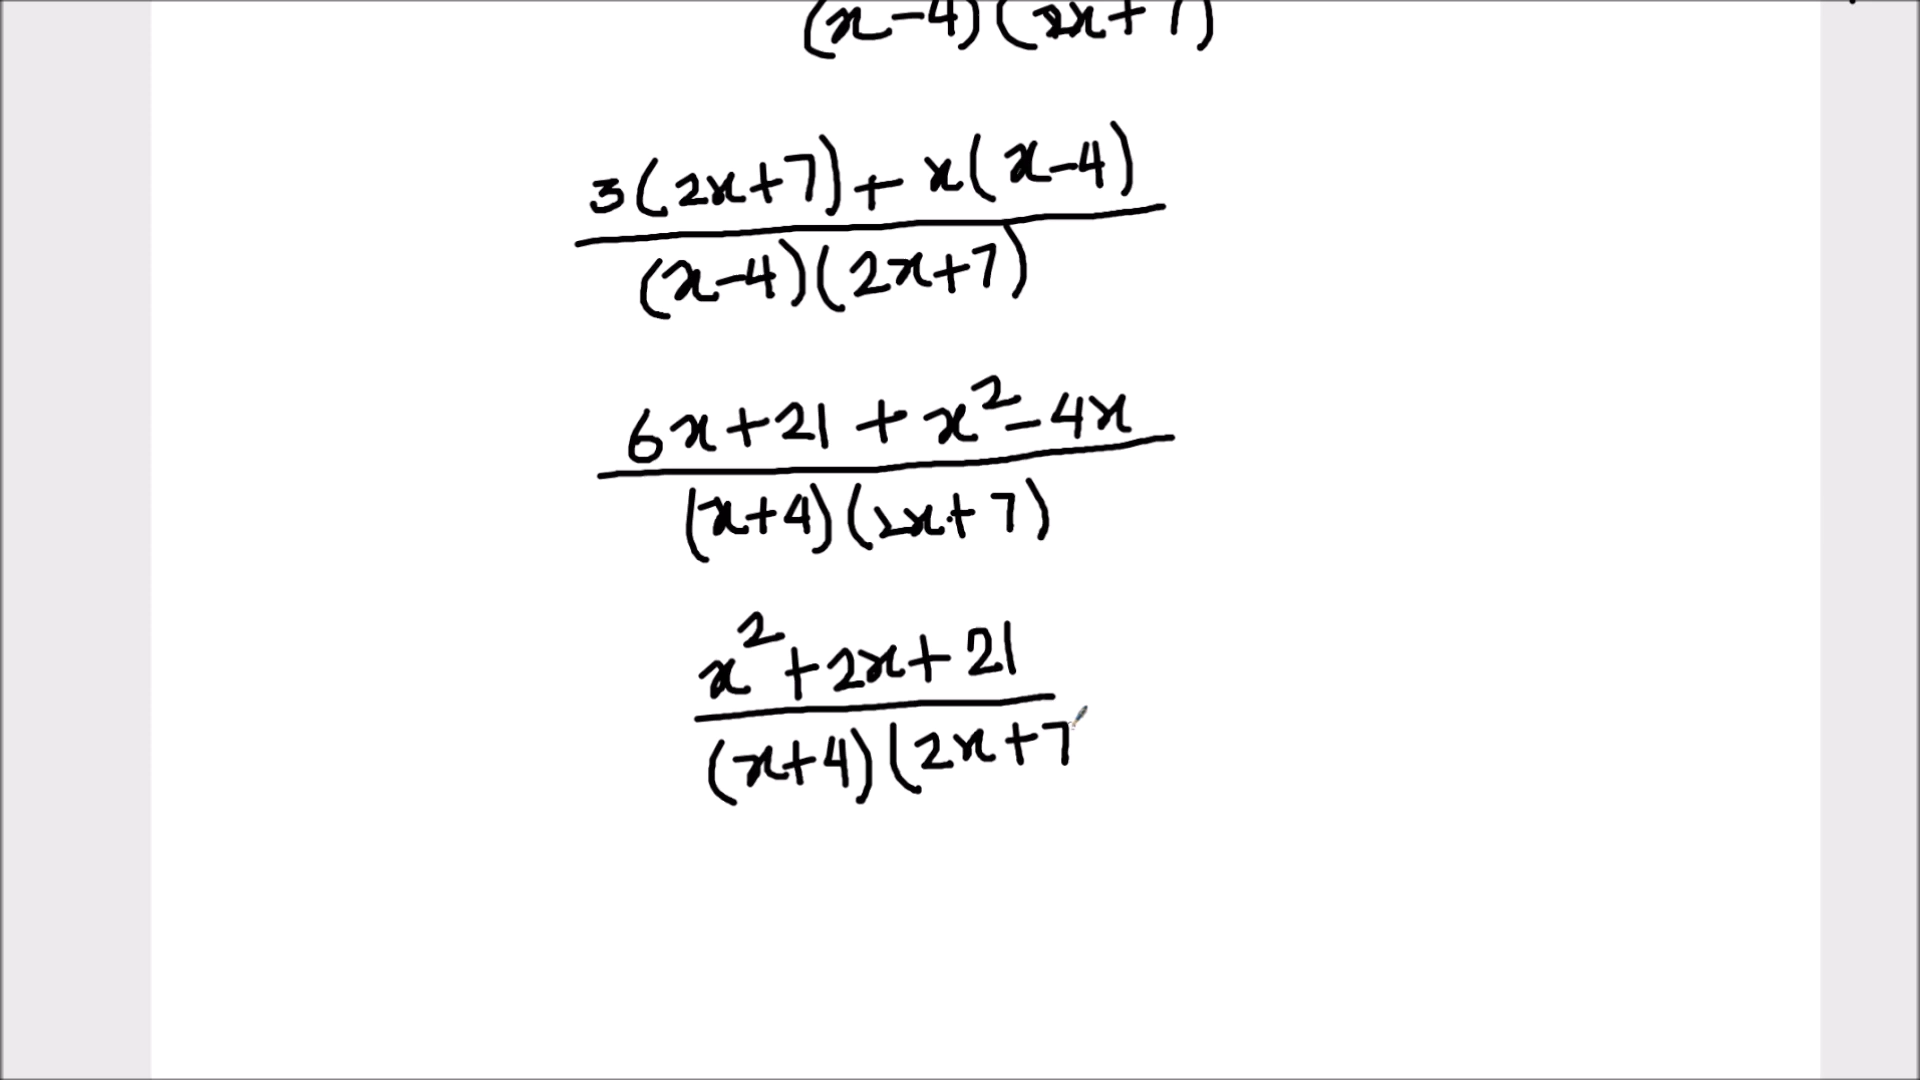 (x-4)(2x+7)
3(2x+7)+x(x-4)
(x-4)(2x+7)
6x+21+x²-4x
(x+4)(2x+7)
x²+2x+21
(x+4)(2x+7